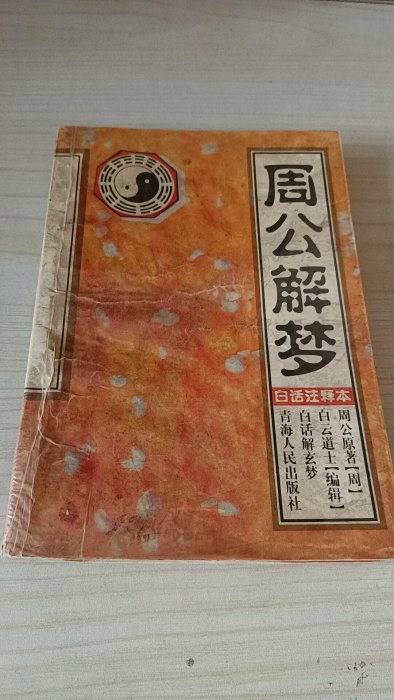 周公解梦
白话注释本
周公原著【周】
白云道士【编辑】
白话解玄梦
青海人民出版社